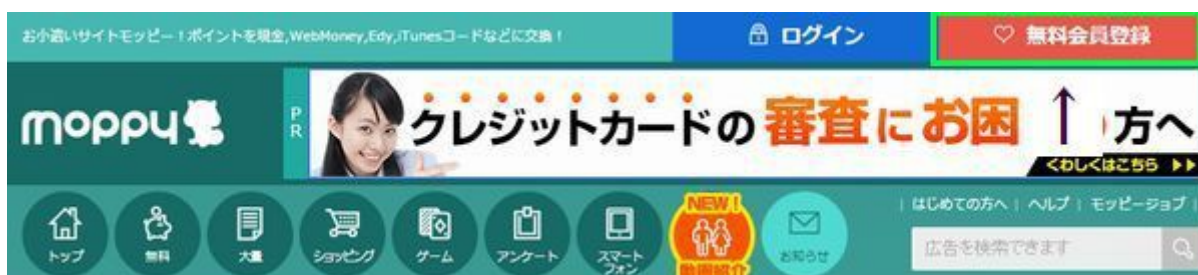 お小遣いサイトモッピー！ポイントを現金,WebMoney,Edy,iTunesコードなどに交換！
ログイン
無料会員登録
moppy
PR
クレジットカードの審査にお困 方へ
くわしくはこちら
はじめての方へ | ヘルプ | モッピージョブ
NEW!
トップ
無料
大量
ショッピング
ゲーム
アンケート
スマートフォン
動画紹介
お知らせ
広告を検索できます